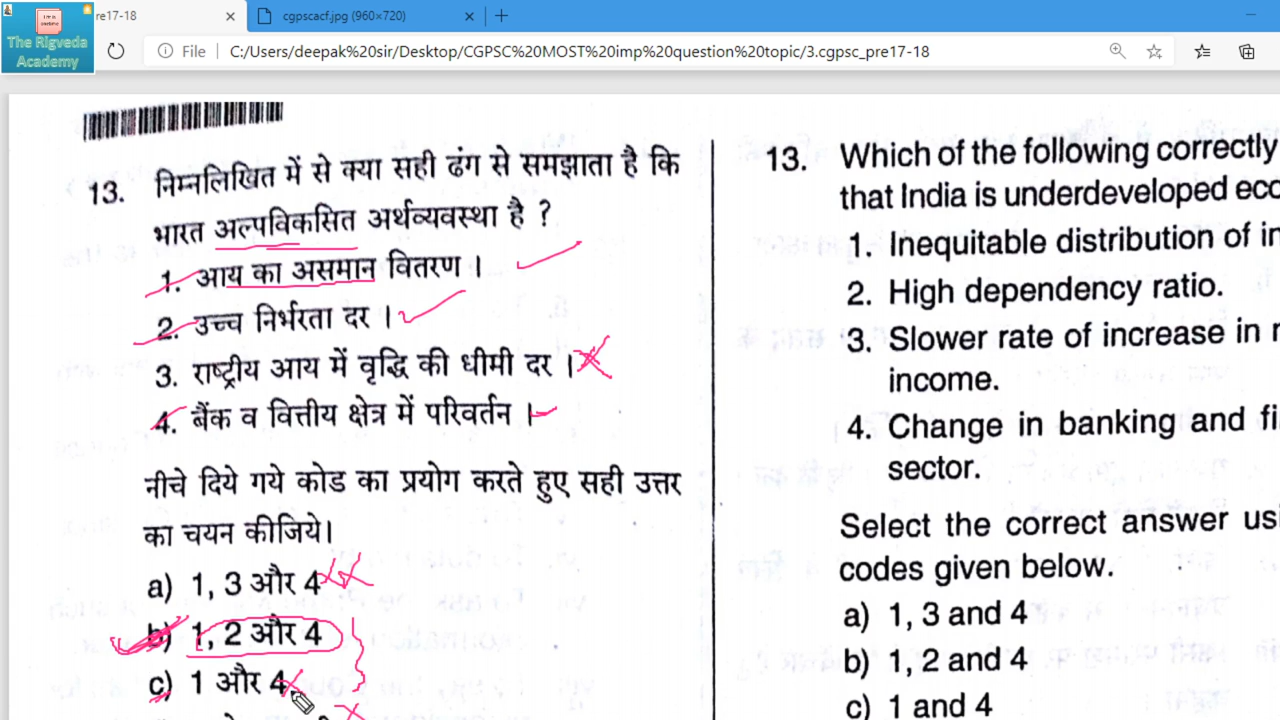 The Rigveda
Academy
re17-18
cgpscacf.jpg (960×720)
File
C:/Users/deepak%20sir/Desktop/CGPSC%20MOST%20imp%20question%20topic/3.cgpsc_pre17-18
13. निम्नलिखित में से क्या सही ढंग से समझाता है कि
भारत अल्पविकसित अर्थव्यवस्था है ?
1. आय का असमान वितरण ।
2. उच्च निर्भरता दर ।
3. राष्ट्रीय आय में वृद्धि की धीमी दर ।
4. बैंक व वित्तीय क्षेत्र में परिवर्तन ।
नीचे दिये गये कोड का प्रयोग करते हुए सही उत्तर
का चयन कीजिये।
a) 1, 3 और 4
b) 1, 2 और 4
c) 1 और 4
13. Which of the following correctly
that India is underdeveloped eco
1. Inequitable distribution of in
2. High dependency ratio.
3. Slower rate of increase in n
income.
4. Change in banking and fi
sector.
Select the correct answer usi
codes given below.
a) 1, 3 and 4
b) 1, 2 and 4
c) 1 and 4